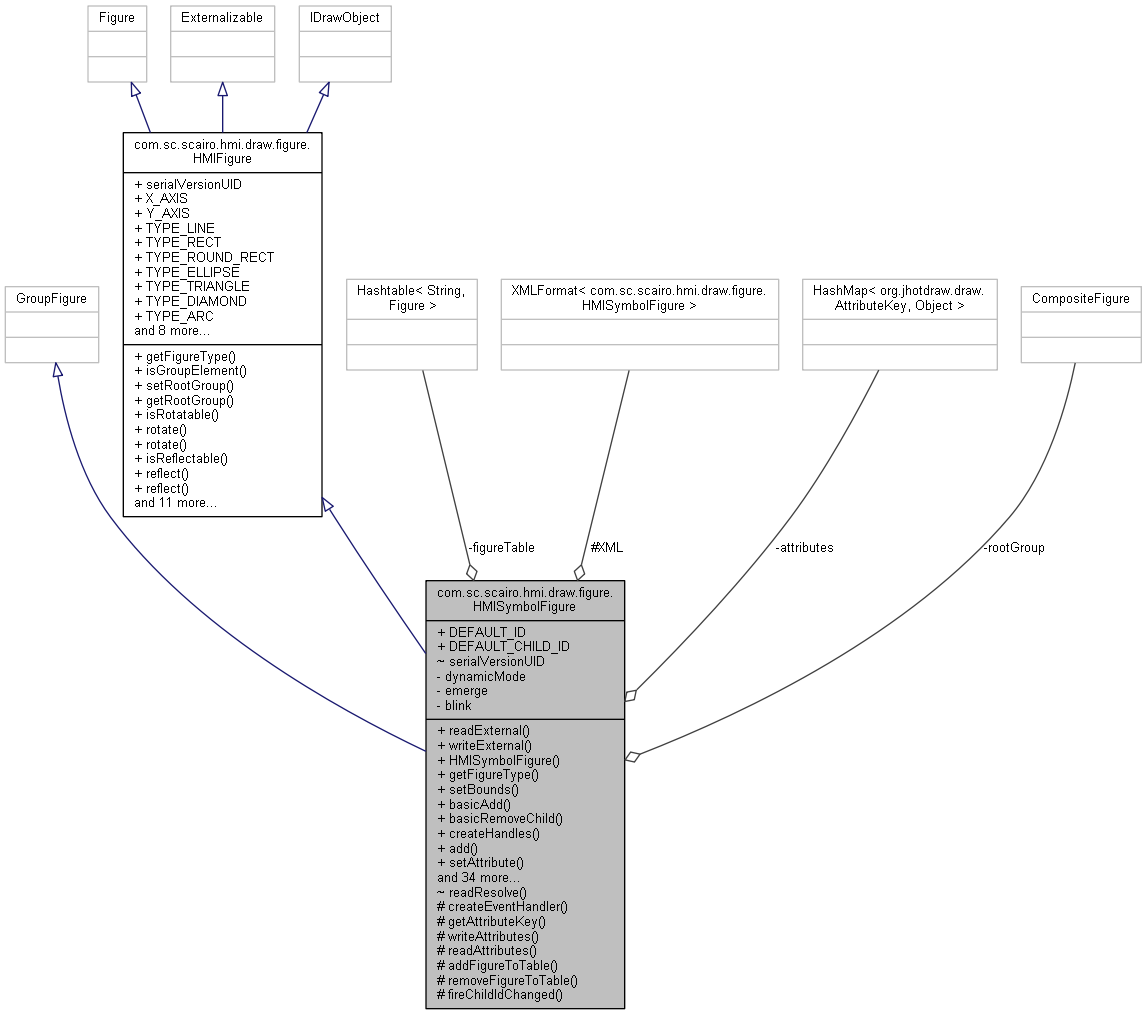 Figure
Externalizable
IDrawObject
com.sc.scairo.hmi.draw.figure.
HMIFigure
+ serialVersionUID
+ X_AXIS
+ Y_AXIS
+ TYPE_LINE
+ TYPE_RECT
+ TYPE_ROUND_RECT
+ TYPE_ELLIPSE
+ TYPE_TRIANGLE
+ TYPE_DIAMOND
+ TYPE_ARC
and 8 more...
+ getFigureType()
+ isGroupElement()
+ setRootGroup()
+ getRootGroup()
+ isRotatable()
+ rotate()
+ rotate()
+ isReflectable()
+ reflect()
+ reflect()
and 11 more...
GroupFigure
Hashtable< String,
Figure >
XMLFormat< com.sc.scairo.hmi.draw.figure.
HMISymbolFigure >
HashMap< org.jhotdraw.draw.
AttributeKey, Object >
CompositeFigure
-figureTable
#XML
-attributes
-rootGroup
com.sc.scairo.hmi.draw.figure.
HMISymbolFigure
+ DEFAULT_ID
+ DEFAULT_CHILD_ID
~ serialVersionUID
- dynamicMode
- emerge
- blink
+ readExternal()
+ writeExternal()
+ HMISymbolFigure()
+ getFigureType()
+ setBounds()
+ basicAdd()
+ basicRemoveChild()
+ createHandles()
+ add()
+ setAttribute()
and 34 more...
~ readResolve()
# createEventHandler()
# getAttributeKey()
# writeAttributes()
# readAttributes()
# addFigureToTable()
# removeFigureToTable()
# fireChildIdChanged()